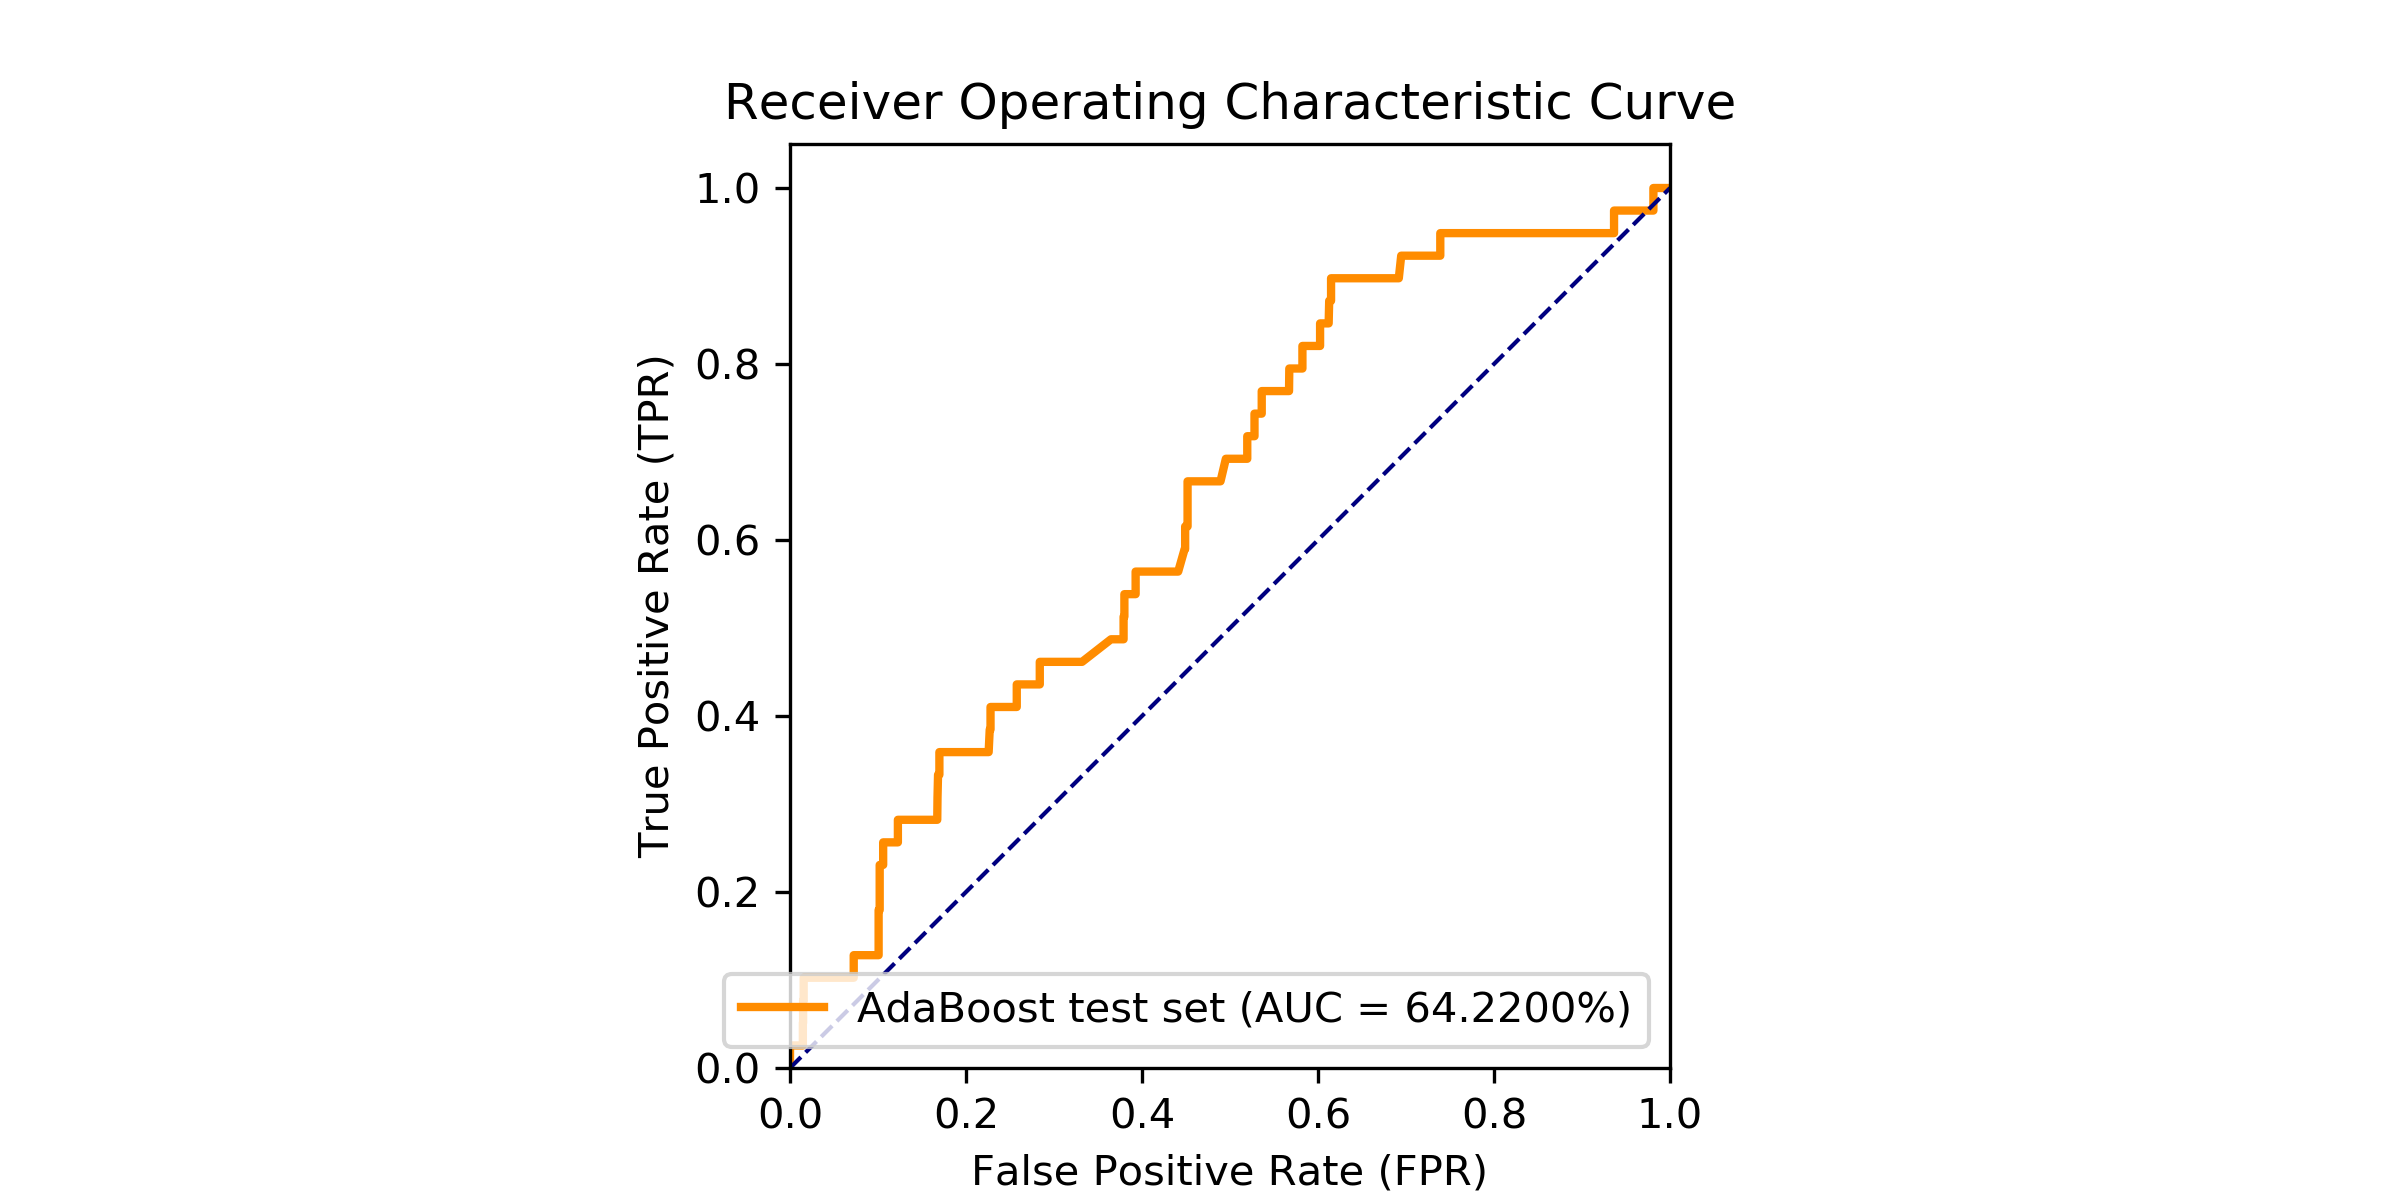 Receiver Operating Characteristic Curve
True Positive Rate (TPR)
1.0
0.8
0.6
0.4
0.2
0.0
AdaBoost test set (AUC = 64.2200%)
0.0 0.2 0.4 0.6 0.8 1.0
False Positive Rate (FPR)